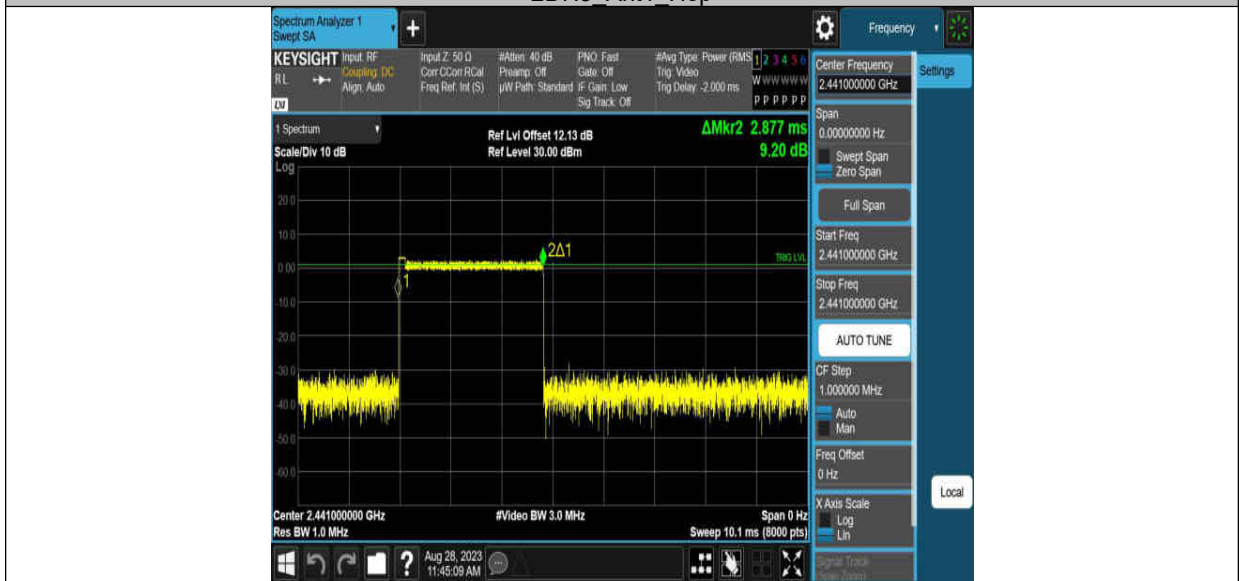 Spectrum Analyzer 1
Swept SA
+
Frequency
KEYSIGHT
RL
LXI
Input: RF
Coupling: DC
Align: Auto
Input Z: 50 Ω
Corr CCorr RCal
Freq Ref: Int (S)
#Atten: 40 dB
Preamp: Off
µW Path: Standard
PNO: Fast
Gate: Off
IF Gain: Low
Sig Track: Off
#Avg Type: Power (RMS
Trig: Video
Trig Delay: -2.000 ms
1 2 3 4 5 6
W W W W W W
P P P P P P
Center Frequency
2.441000000 GHz
Settings
1 Spectrum
Scale/Div 10 dB
Log
Ref Lvl Offset 12.13 dB
Ref Level 30.00 dBm
ΔMkr2 2.877 ms
9.20 dB
Span
0.00000000 Hz
Swept Span
Zero Span
Full Span
Start Freq
2.441000000 GHz
Stop Freq
2.441000000 GHz
AUTO TUNE
CF Step
1.000000 MHz
Auto
Man
Freq Offset
0 Hz
X Axis Scale
Log
Lin
Signal Track
(Span Zoom)
Local
20.0
10.0
0.00
-10.0
-20.0
-30.0
-40.0
-50.0
-60.0
2Δ1
1
TRIG LVL
Center 2.441000000 GHz
Res BW 1.0 MHz
#Video BW 3.0 MHz
Span 0 Hz
Sweep 10.1 ms (8000 pts)
?
Aug 28, 2023
11:45:09 AM